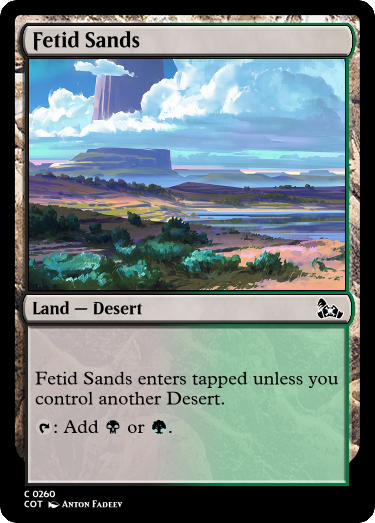 Fetid Sands
Land — Desert
Fetid Sands enters tapped unless you
control another Desert.
: Add or .
C 0260
COT Anton Fadeev